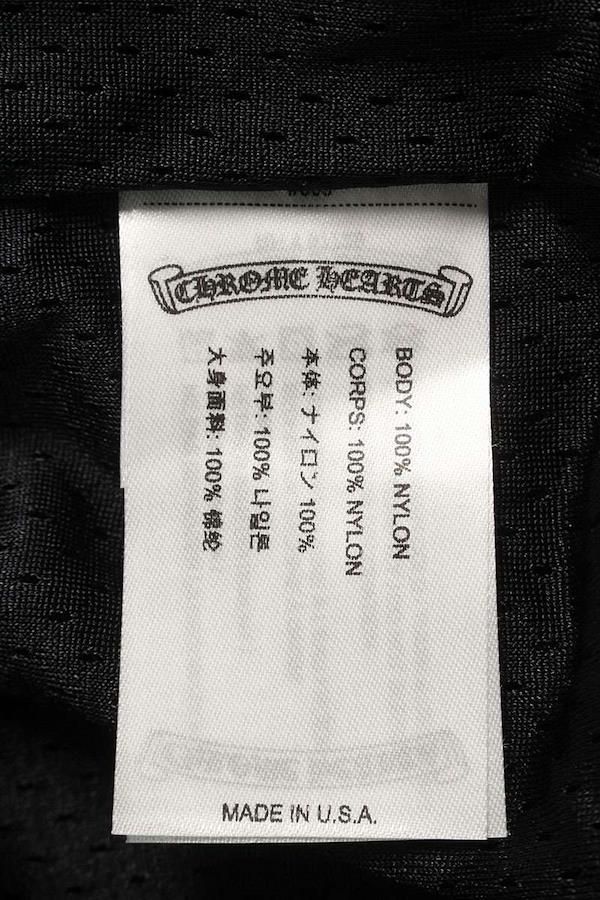 CHROME HEARTS
BODY: 100% NYLON
CORPS: 100% NYLON
本体: ナイロン 100%
주요부: 100% 나일론
大身面料: 100% 锦纶
MADE IN U.S.A.